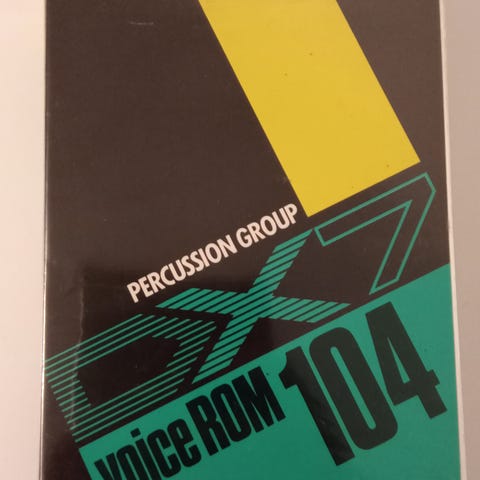 PERCUSSION GROUP
DX7
Voice ROM 104